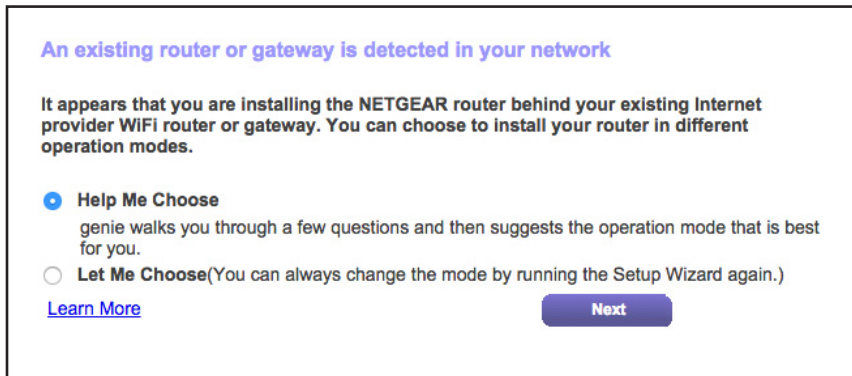 An existing router or gateway is detected in your network
It appears that you are installing the NETGEAR router behind your existing Internet
provider WiFi router or gateway. You can choose to install your router in different
operation modes.
Help Me Choose
genie walks you through a few questions and then suggests the operation mode that is best
for you.
Let Me Choose(You can always change the mode by running the Setup Wizard again.)
Learn More
Next